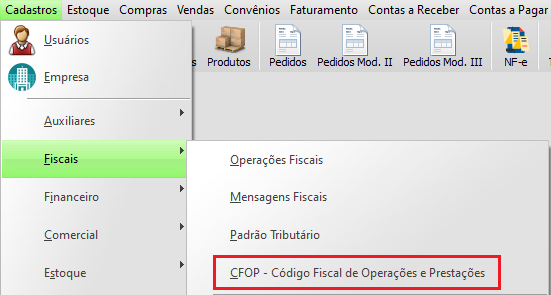 Cadastros Estoque Compras Vendas Convênios Faturamento Contas a Receber Contas a Pagar
Usuários
Produtos Pedidos Pedidos Mod. II Pedidos Mod. III NF-e
Empresa
Auxiliares
Fiscais
Operações Fiscais
Financeiro
Mensagens Fiscais
Comercial
Padrão Tributário
Estoque
CFOP - Código Fiscal de Operações e Prestações